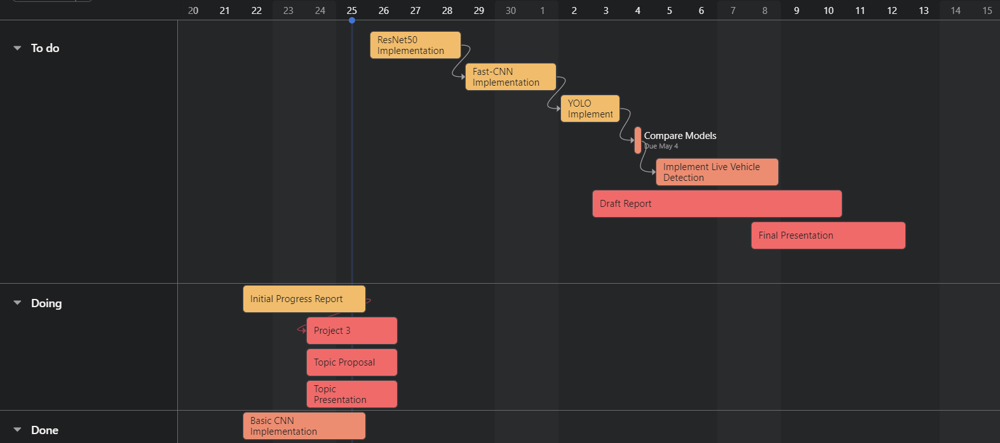 20 21 22 23 24 25 26 27 28 29 30 1 2 3 4 5 6 7 8 9 10 11 12 13 14 15
To do
ResNet50
Implementation
Fast-CNN
Implementation
YOLO
Implement
Compare Models
Due May 4
Implement Live Vehicle
Detection
Draft Report
Final Presentation
Doing
Initial Progress Report
Project 3
Topic Proposal
Topic
Presentation
Done
Basic CNN
Implementation